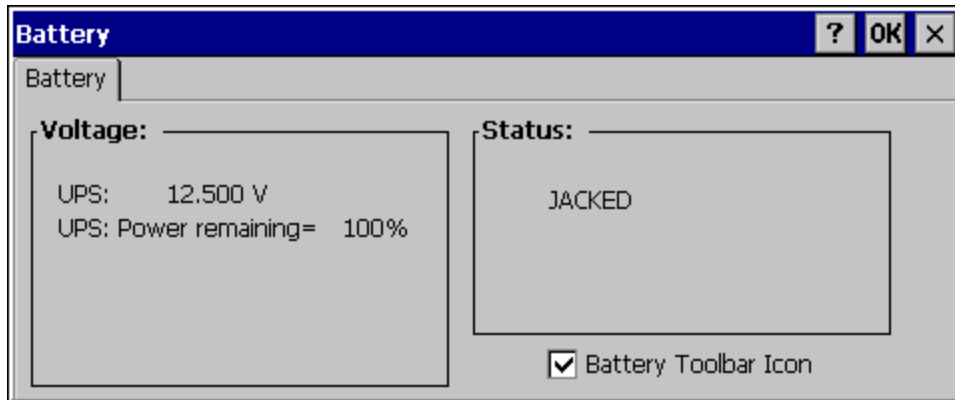 Battery ? OK ×
Battery
Voltage:
UPS: 12.500 V
UPS: Power remaining= 100%
Status:
JACKED
Battery Toolbar Icon